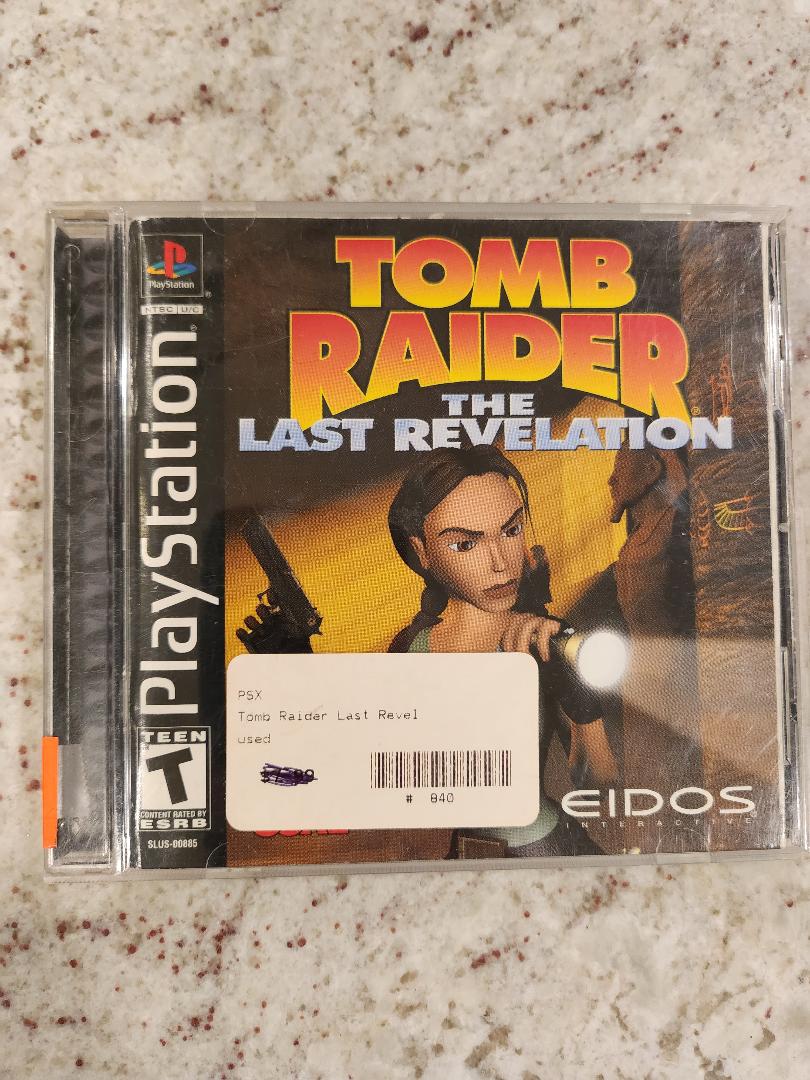 PlayStation
NTSC U/C
PlayStation
TOMB
RAIDER
THE
LAST REVELATION
PSX
Tomb Raider Last Revel
used
# 840
TEEN
T
CONTENT RATED BY
ESRB
SLUS-00885
EIDOS
INTERACTIVE